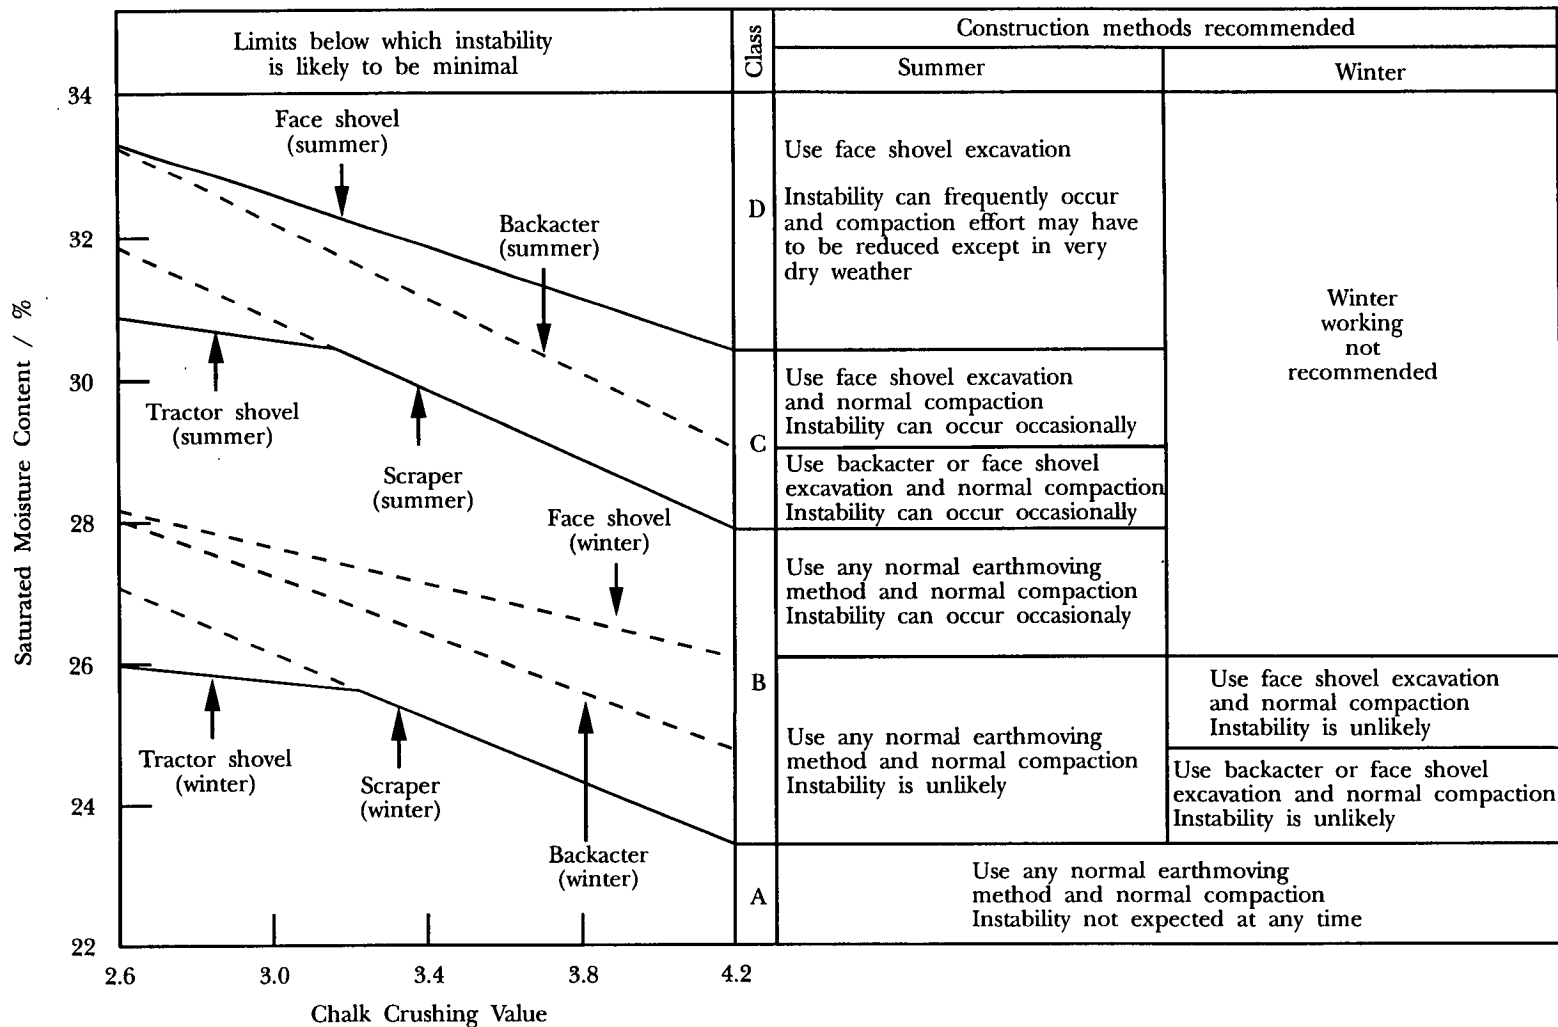 Limits below which instability
is likely to be minimal
Class
Construction methods recommended
Summer
Winter
34
32
30
28
26
24
22
Saturated Moisture Content / %
Face shovel
(summer)
Backacter
(summer)
Tractor shovel
(summer)
Scraper
(summer)
Face shovel
(winter)
Tractor shovel
(winter)
Scraper
(winter)
Backacter
(winter)
2.6
3.0
3.4
3.8
4.2
Chalk Crushing Value
D
Use face shovel excavation
Instability can frequently occur
and compaction effort may have
to be reduced except in very
dry weather
C
Use face shovel excavation
and normal compaction
Instability can occur occasionally
Use backacter or face shovel
excavation and normal compaction
Instability can occur occasionally
B
Use any normal earthmoving
method and normal compaction
Instability can occur occasionaly
Use any normal earthmoving
method and normal compaction
Instability is unlikely
Winter
working
not
recommended
Use face shovel excavation
and normal compaction
Instability is unlikely
Use backacter or face shovel
excavation and normal compaction
Instability is unlikely
A
Use any normal earthmoving
method and normal compaction
Instability not expected at any time